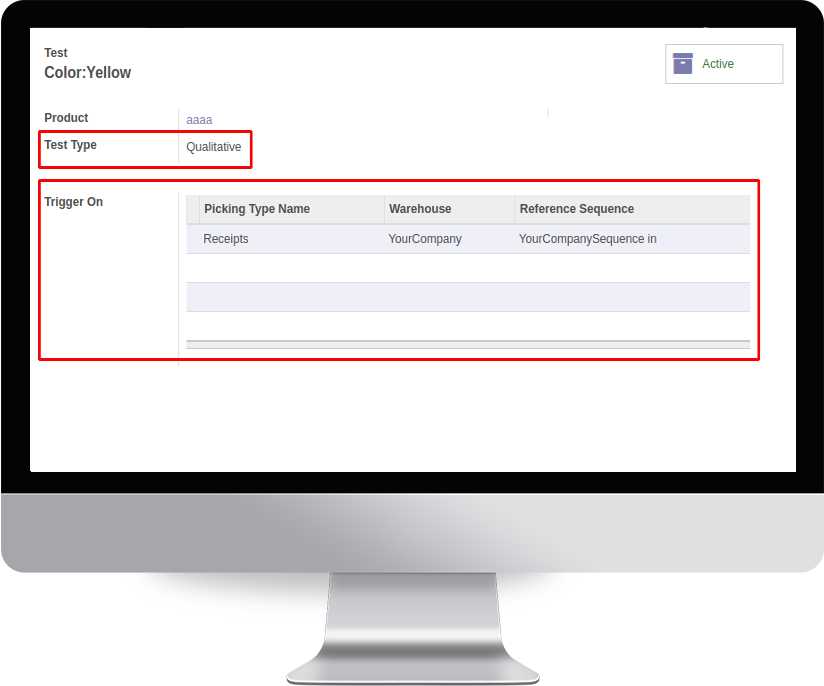 Test
Color:Yellow
Active
Product aaaa
Test Type Qualitative
Trigger On
Picking Type Name Warehouse Reference Sequence
Receipts YourCompany YourCompanySequence in